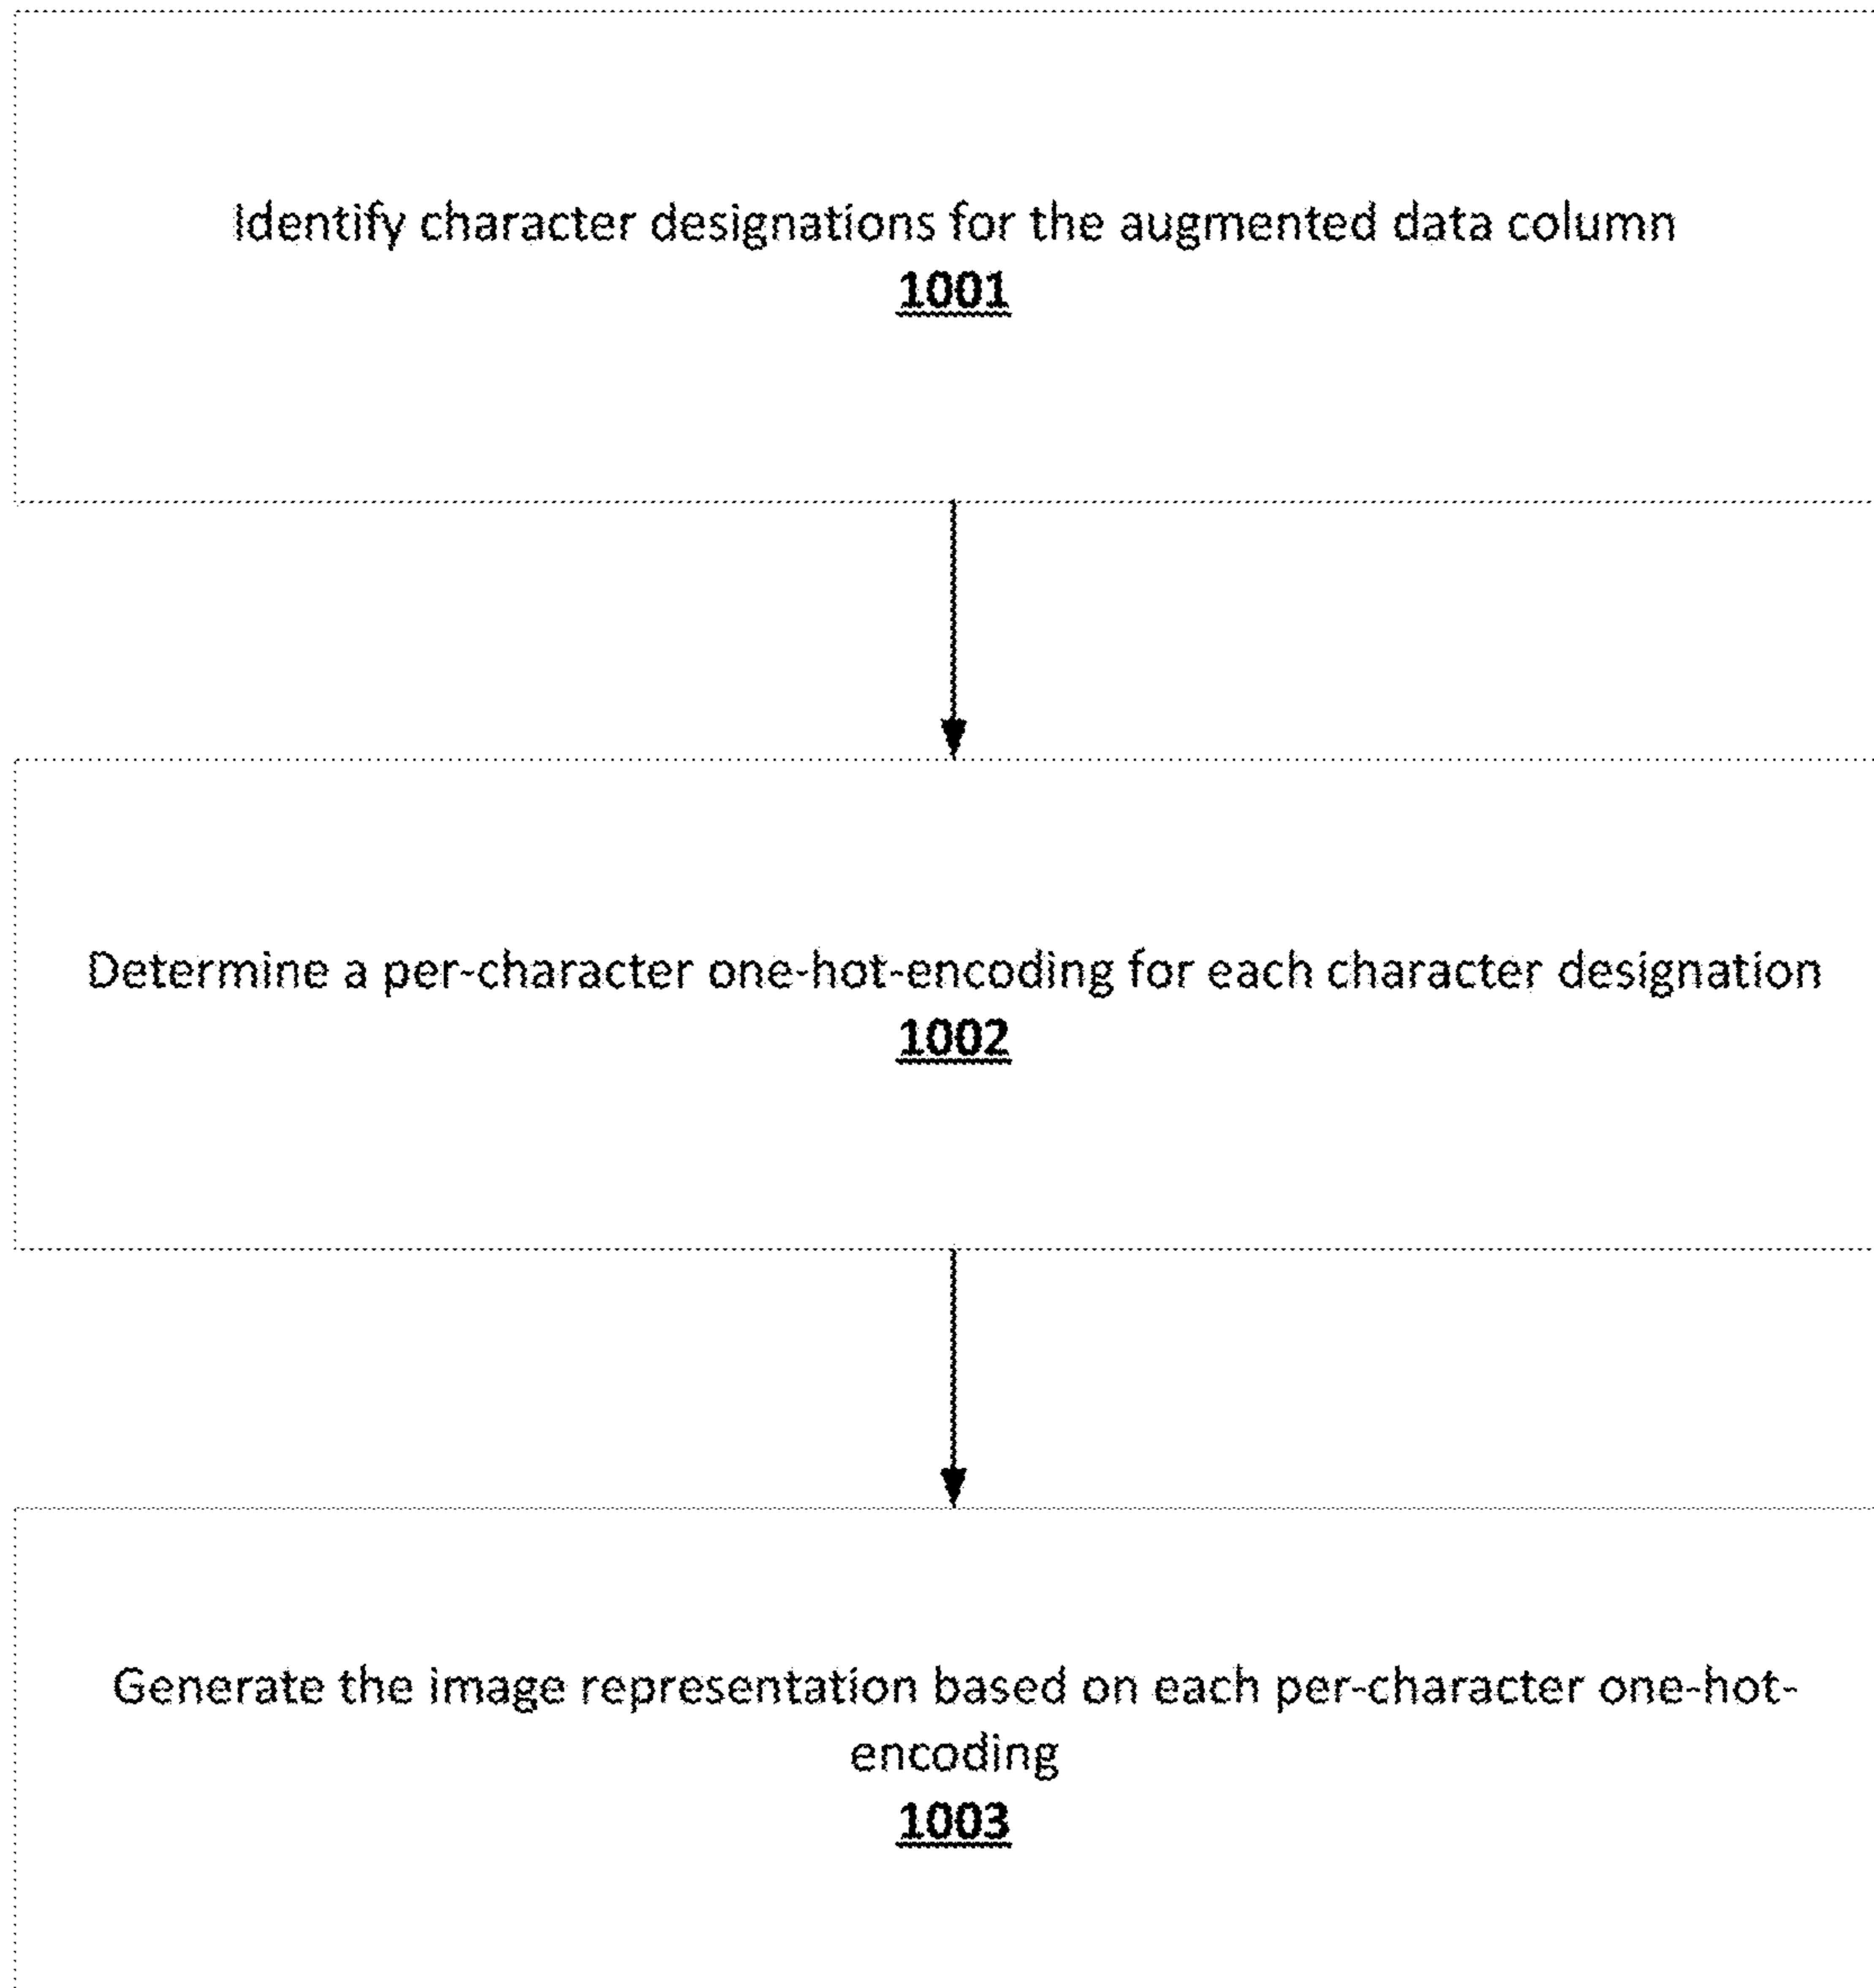 Identify character designations for the augmented data column
1001
Determine a per-character one-hot-encoding for each character designation
1002
Generate the image representation based on each per-character one-hot-
encoding
1003